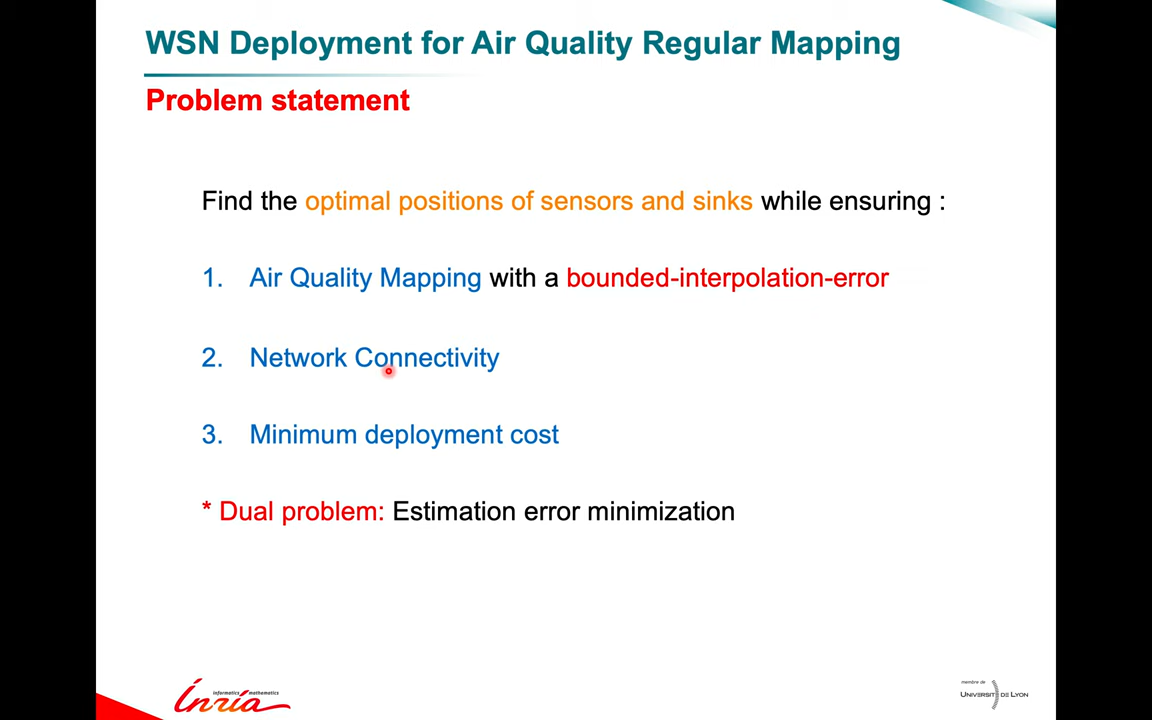 WSN Deployment for Air Quality Regular Mapping
Problem statement
Find the optimal positions of sensors and sinks while ensuring :
1. Air Quality Mapping with a bounded-interpolation-error
2. Network Connectivity
3. Minimum deployment cost
* Dual problem: Estimation error minimization
informatics mathematics
Inria
membre de
UNIVERSITÉ DE LYON